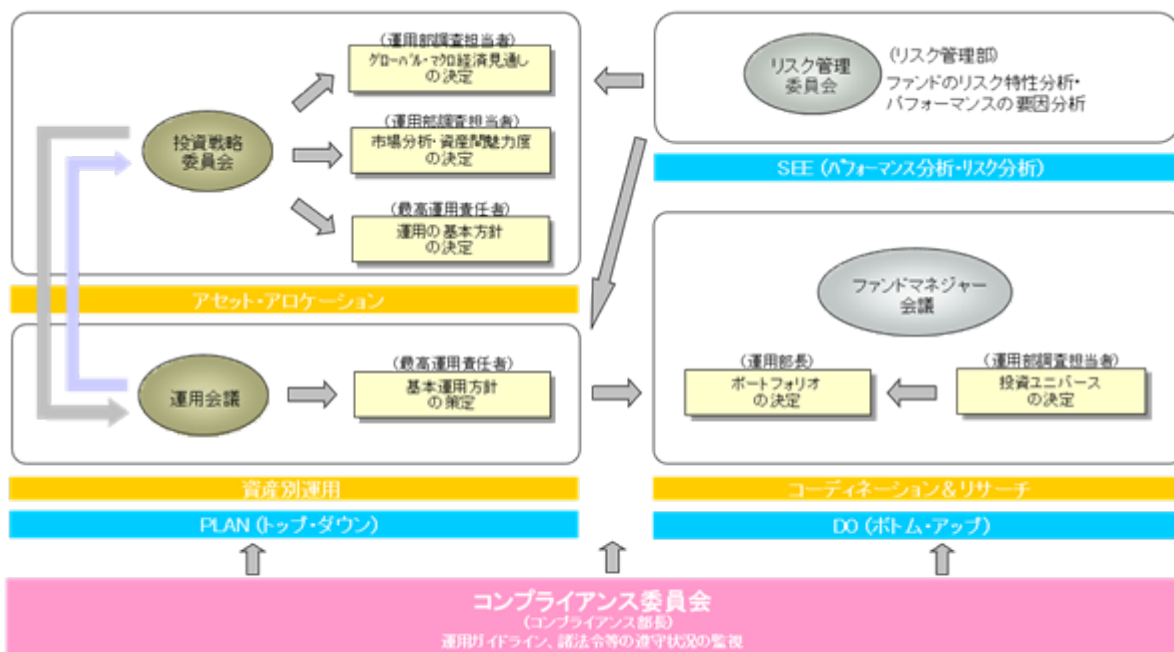 (運用部調査担当者)
グローバル・マクロ経済見通し
の決定
投資戦略
委員会
(運用部調査担当者)
市場分析・資産間魅力度
の決定
(最高運用責任者)
運用の基本方針
の決定
アセット・アロケーション
リスク管理
委員会
(リスク管理部)
ファンドのリスク特性分析・
パフォーマンスの要因分析
SEE (パフォーマンス分析・リスク分析)
運用会議
(最高運用責任者)
基本運用方針
の策定
資産別運用
PLAN (トップ・ダウン)
ファンドマネジャー
会議
(運用部長)
ポートフォリオ
の決定
(運用部調査担当者)
投資ユニバース
の決定
コーディネーション＆リサーチ
DO (ボトム・アップ)
コンプライアンス委員会
(コンプライアンス部長)
運用ガイドライン、諸法令等の遵守状況の監視